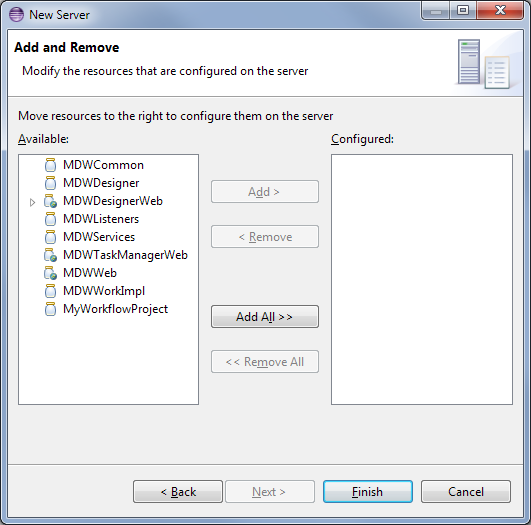 New Server
Add and Remove
Modify the resources that are configured on the server
Move resources to the right to configure them on the server
Available:
Configured:
MDWCommon
MDWDesigner
MDWDesignerWeb
MDWListeners
MDWServices
MDWTaskManagerWeb
MDWWeb
MDWWorkImpl
MyWorkflowProject
Add >
< Remove
Add All >>
<< Remove All
< Back
Next >
Finish
Cancel